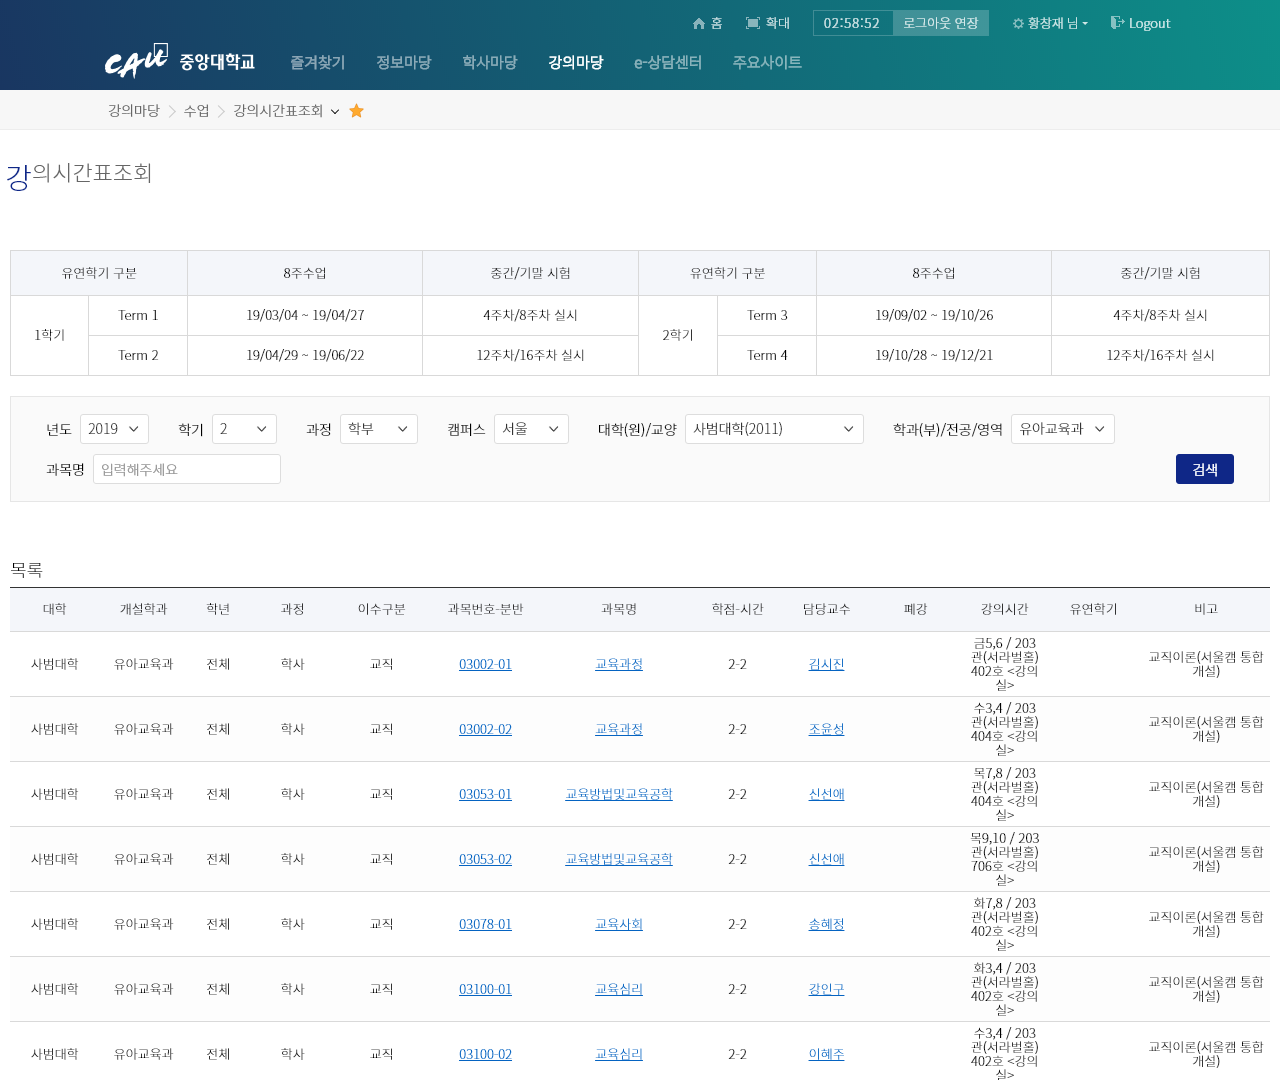 홈 확대 02:58:52 로그아웃 연장 황창재 님 Logout
CAU 중앙대학교 즐겨찾기 정보마당 학사마당 강의마당 e-상담센터 주요사이트
강의마당 수업 강의시간표조회
강의시간표조회
유연학기 구분 8주수업 중간/기말 시험 유연학기 구분 8주수업 중간/기말 시험
1학기 Term 1 19/03/04 ~ 19/04/27 4주차/8주차 실시 2학기 Term 3 19/09/02 ~ 19/10/26 4주차/8주차 실시
Term 2 19/04/29 ~ 19/06/22 12주차/16주차 실시 Term 4 19/10/28 ~ 19/12/21 12주차/16주차 실시
년도 2019 학기 2 과정 학부 캠퍼스 서울 대학(원)/교양 사범대학(2011) 학과(부)/전공/영역 유아교육과
과목명 입력해주세요 검색
목록
대학 개설학과 학년 과정 이수구분 과목번호-분반 과목명 학점-시간 담당교수 폐강 강의시간 유연학기 비고
사범대학 유아교육과 전체 학사 교직 03002-01 교육과정 2-2 김시진 금5,6 / 203
관(서라벌홀)
402호 <강의
실> 교직이론(서울캠 통합
개설)
사범대학 유아교육과 전체 학사 교직 03002-02 교육과정 2-2 조윤성 수3,4 / 203
관(서라벌홀)
404호 <강의
실> 교직이론(서울캠 통합
개설)
사범대학 유아교육과 전체 학사 교직 03053-01 교육방법및교육공학 2-2 신선애 목7,8 / 203
관(서라벌홀)
404호 <강의
실> 교직이론(서울캠 통합
개설)
사범대학 유아교육과 전체 학사 교직 03053-02 교육방법및교육공학 2-2 신선애 목9,10 / 203
관(서라벌홀)
706호 <강의
실> 교직이론(서울캠 통합
개설)
사범대학 유아교육과 전체 학사 교직 03078-01 교육사회 2-2 송혜정 화7,8 / 203
관(서라벌홀)
402호 <강의
실> 교직이론(서울캠 통합
개설)
사범대학 유아교육과 전체 학사 교직 03100-01 교육심리 2-2 강인구 화3,4 / 203
관(서라벌홀)
402호 <강의
실> 교직이론(서울캠 통합
개설)
사범대학 유아교육과 전체 학사 교직 03100-02 교육심리 2-2 이혜주 수3,4 / 203
관(서라벌홀)
402호 <강의
실> 교직이론(서울캠 통합
개설)